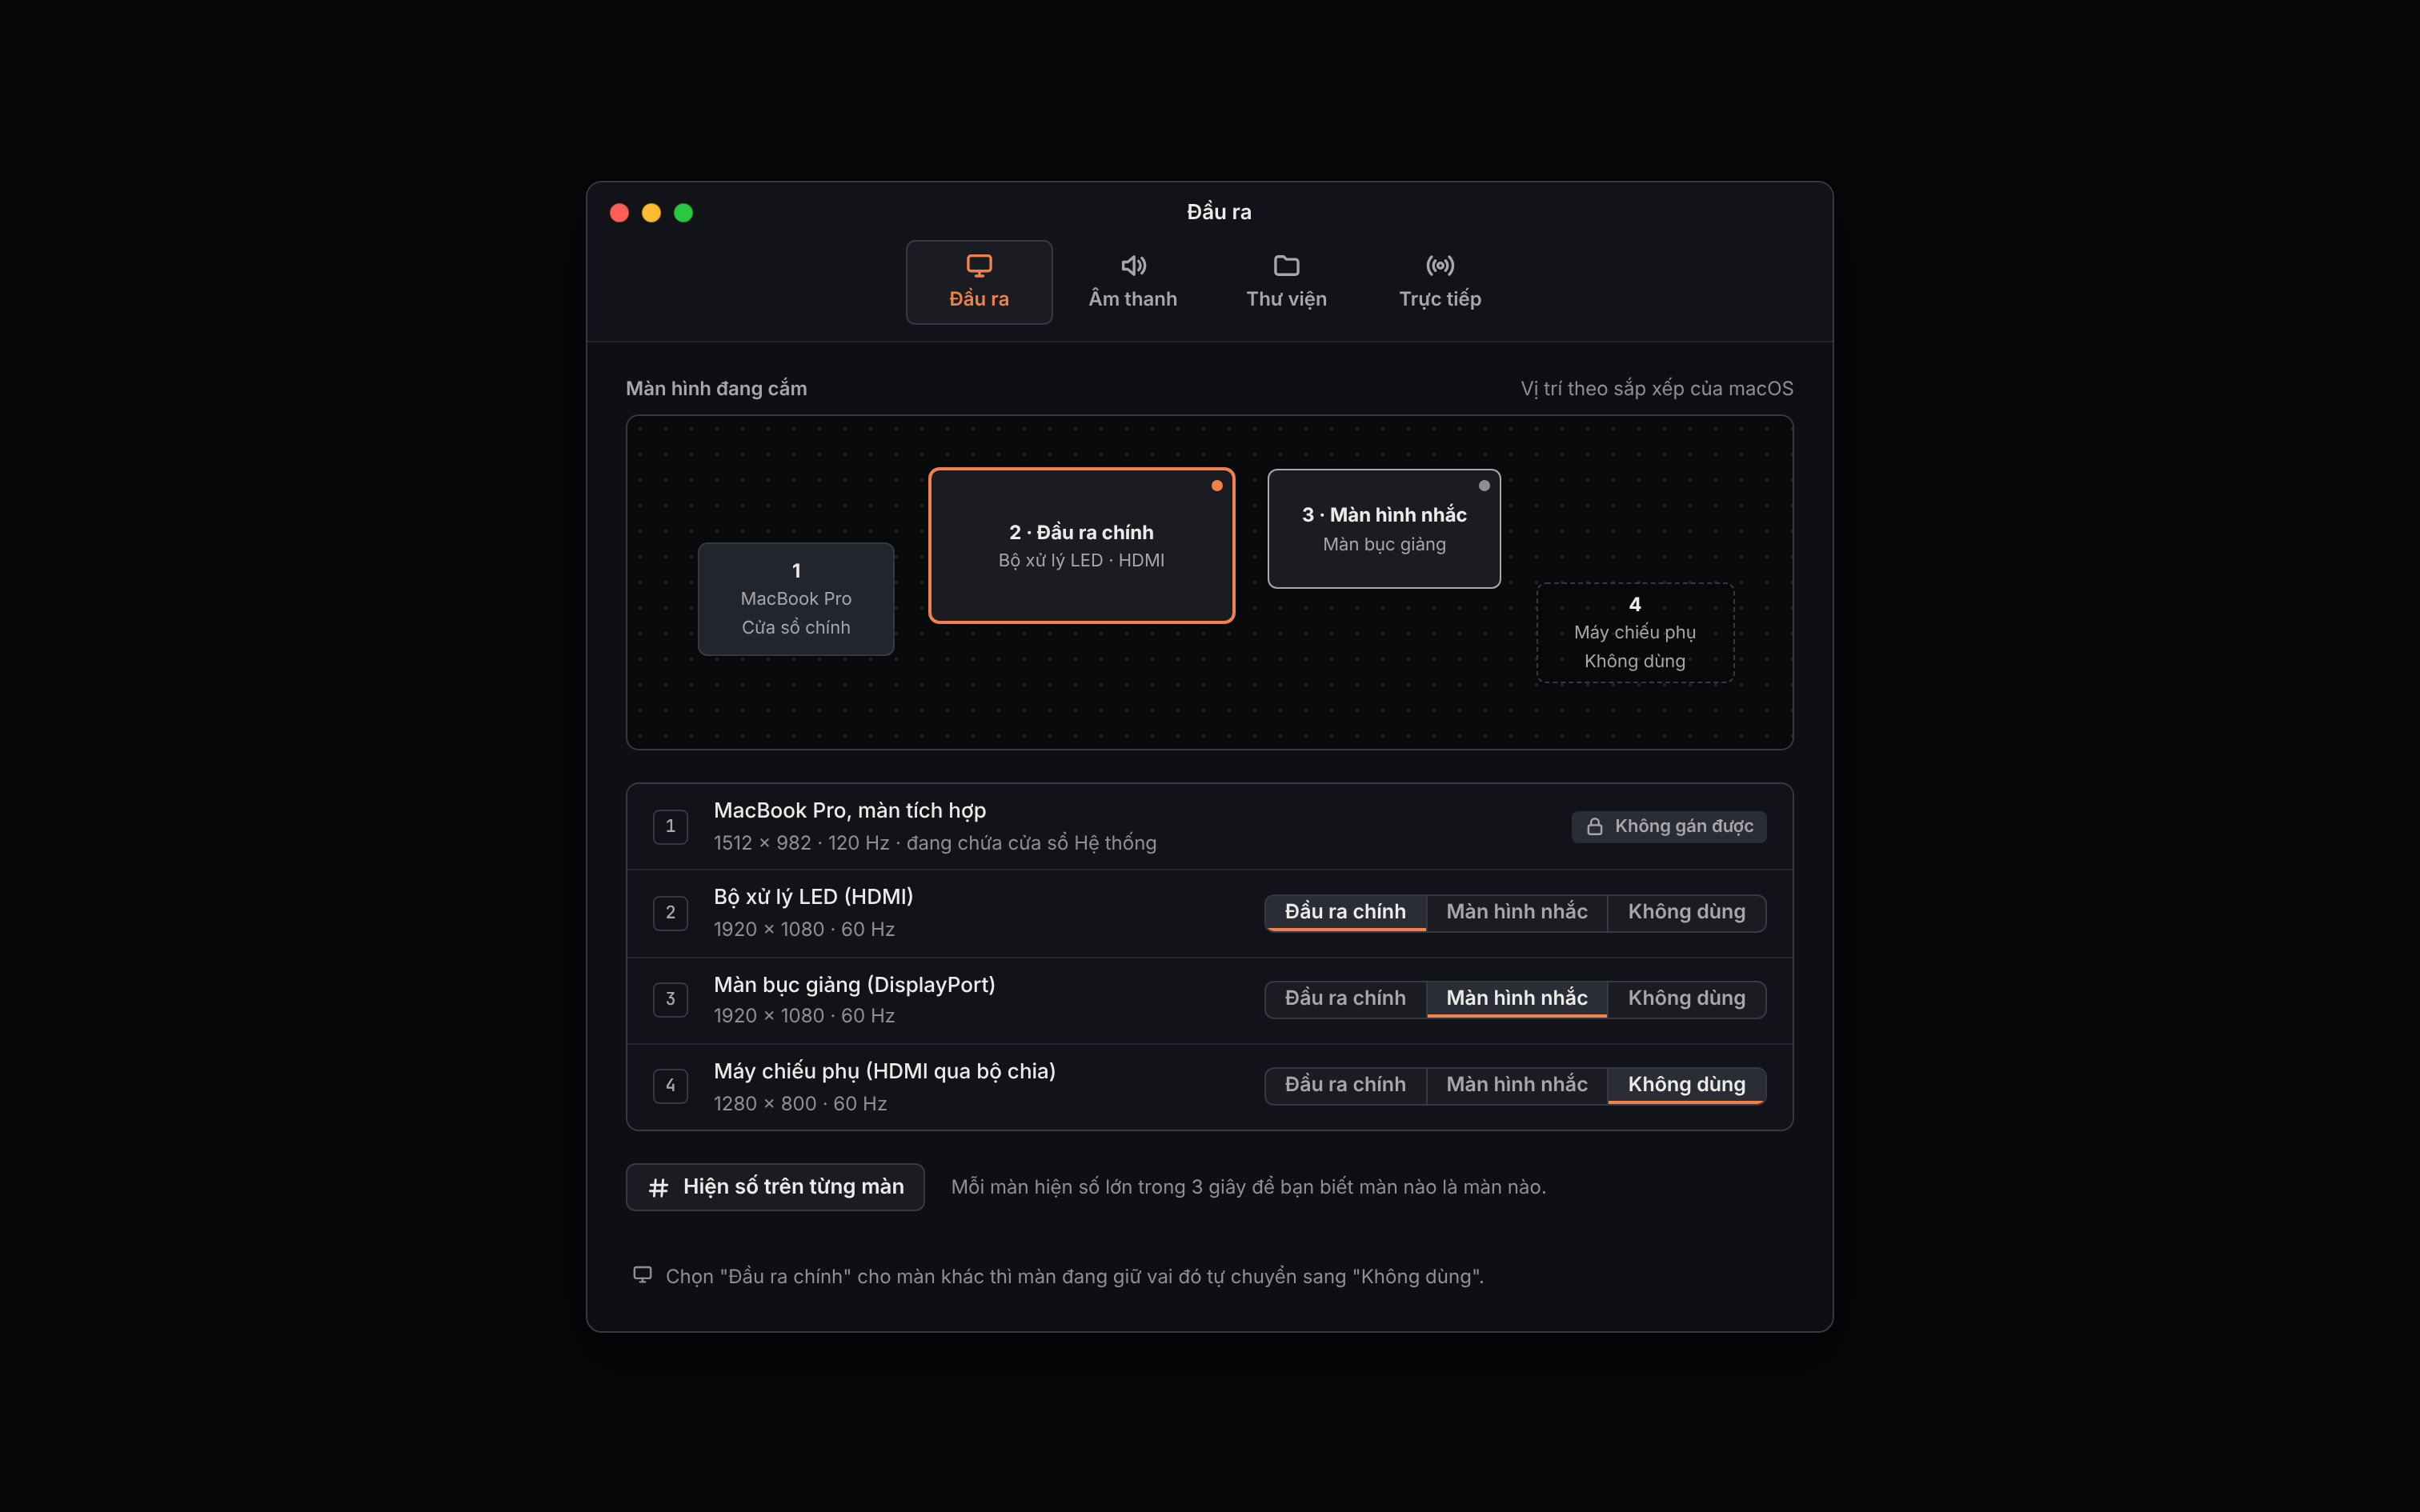 Đầu ra
Đầu ra
Âm thanh
Thư viện
Trực tiếp
Màn hình đang cắm
Vị trí theo sắp xếp của macOS
1
MacBook Pro
Cửa sổ chính
2 · Đầu ra chính
Bộ xử lý LED · HDMI
3 · Màn hình nhắc
Màn bục giảng
4
Máy chiếu phụ
Không dùng
1
MacBook Pro, màn tích hợp
1512 × 982 · 120 Hz · đang chứa cửa sổ Hệ thống
Không gán được
2
Bộ xử lý LED (HDMI)
1920 × 1080 · 60 Hz
Đầu ra chính
Màn hình nhắc
Không dùng
3
Màn bục giảng (DisplayPort)
1920 × 1080 · 60 Hz
Đầu ra chính
Màn hình nhắc
Không dùng
4
Máy chiếu phụ (HDMI qua bộ chia)
1280 × 800 · 60 Hz
Đầu ra chính
Màn hình nhắc
Không dùng
Hiện số trên từng màn
Mỗi màn hiện số lớn trong 3 giây để bạn biết màn nào là màn nào.
Chọn "Đầu ra chính" cho màn khác thì màn đang giữ vai đó tự chuyển sang "Không dùng".